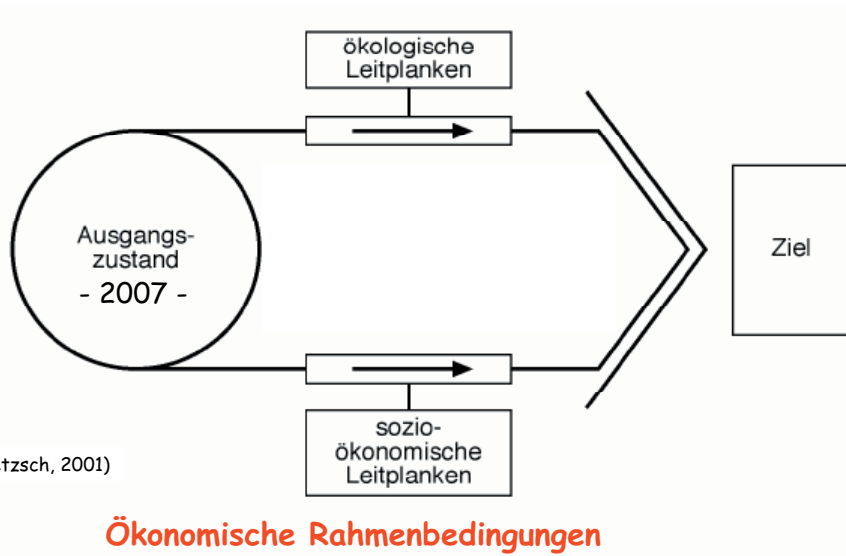 ökologische
Leitplanken
Ausgangs-
zustand
- 2007 -
Ziel
sozio-
ökonomische
Leitplanken
tzsch, 2001)
Ökonomische Rahmenbedingungen